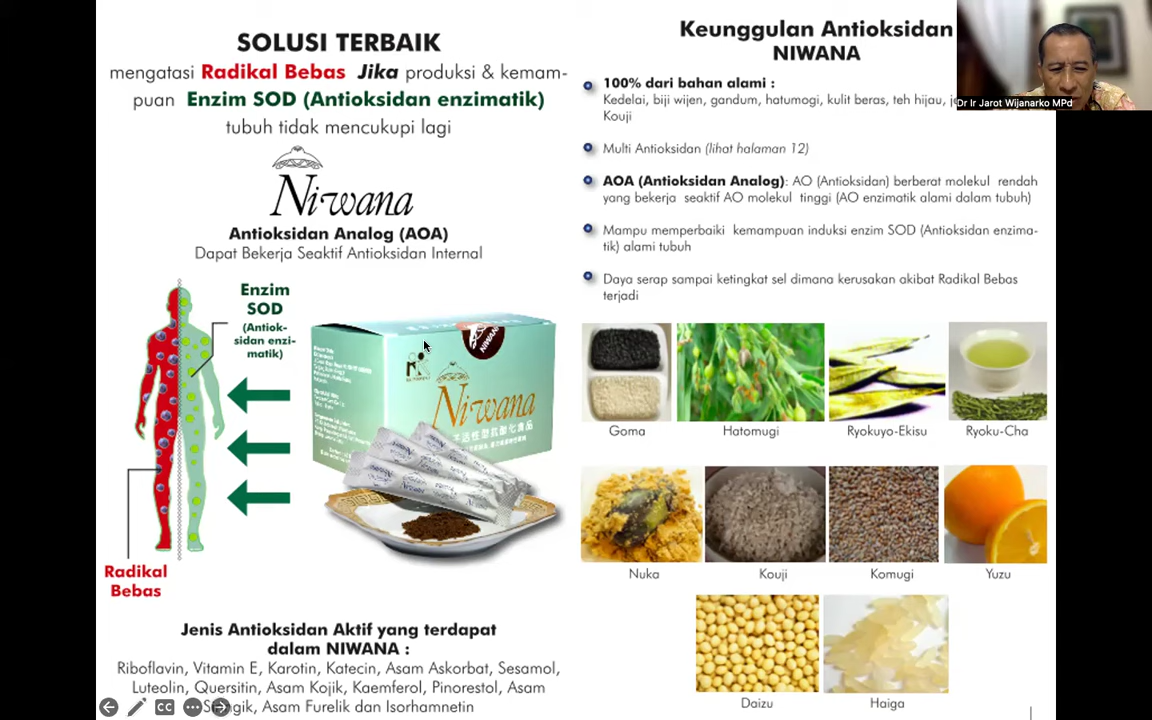 SOLUSI TERBAIK
mengatasi Radikal Bebas Jika produksi & kemam-
puan Enzim SOD (Antioksidan enzimatik)
tubuh tidak mencukupi lagi
Niwana
Antioksidan Analog (AOA)
Dapat Bekerja Seaktif Antioksidan Internal
Enzim
SOD
(Antiok-
sidan enzi-
matik)
NIWANA
Niwana
Radikal
Bebas
Jenis Antioksidan Aktif yang terdapat
dalam NIWANA :
Riboflavin, Vitamin E, Karotin, Katecin, Asam Askorbat, Sesamol,
Luteolin, Quersitin, Asam Kojik, Kaemferol, Pinorestol, Asam
Asam Furelik dan Isorhamnetin
CC
Keunggulan Antioksidan
NIWANA
100% dari bahan alami :
Kedelai, biji wijen, gandum, hatumogi, kulit beras, teh hijau,
Kouji
Multi Antioksidan (lihat halaman 12)
AOA (Antioksidan Analog): AO (Antioksidan) berberat molekul rendah
yang bekerja seaktif AO molekul tinggi (AO enzimatik alami dalam tubuh)
Mampu memperbaiki kemampuan induksi enzim SOD (Antioksidan enzima-
tik) alami tubuh
Daya serap sampai ketingkat sel dimana kerusakan akibat Radikal Bebas
terjadi
Goma
Hatomugi
Ryokuyo-Ekisu
Ryoku-Cha
Nuka
Kouji
Komugi
Yuzu
Daizu
Haiga
Dr Ir Jarot Wijanarko MPd